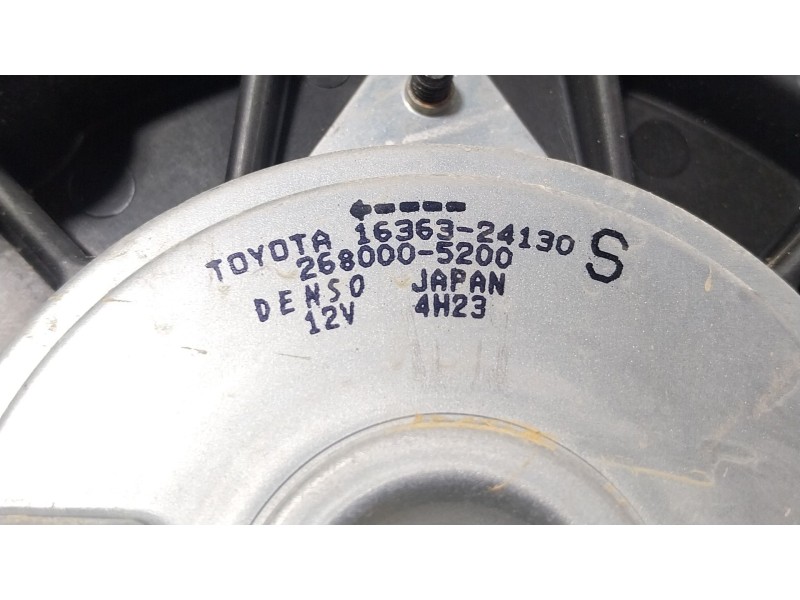 TOYOTA 16363-24130 S
268000-5200
DENSO JAPAN
12V 4H23